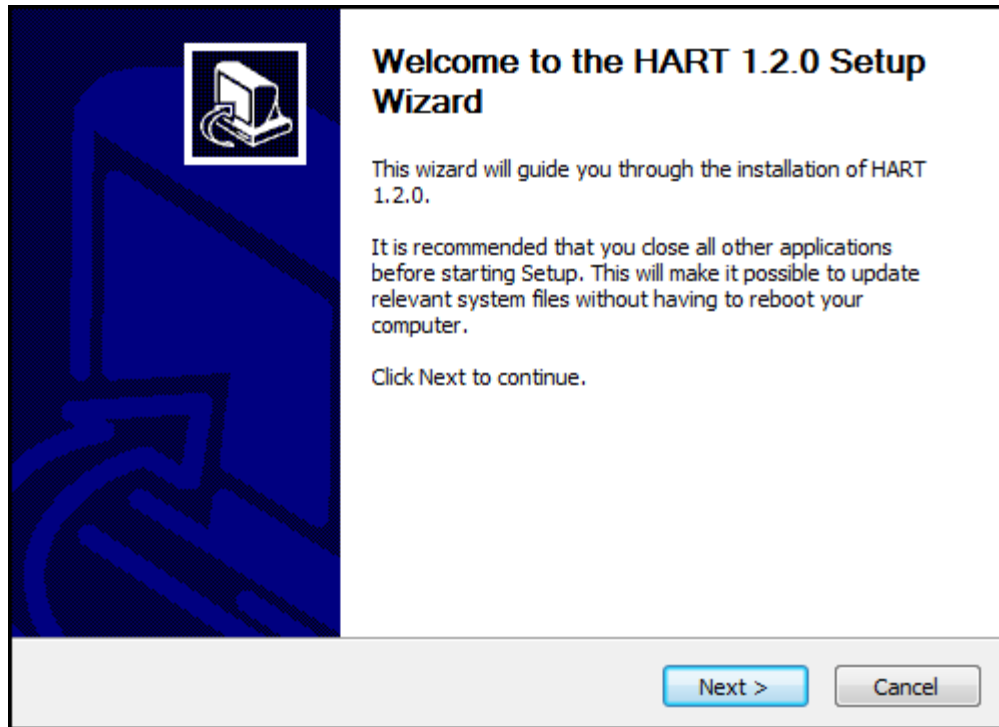 Welcome to the HART 1.2.0 Setup
Wizard
This wizard will guide you through the installation of HART
1.2.0.
It is recommended that you close all other applications
before starting Setup. This will make it possible to update
relevant system files without having to reboot your
computer.
Click Next to continue.
Next >
Cancel